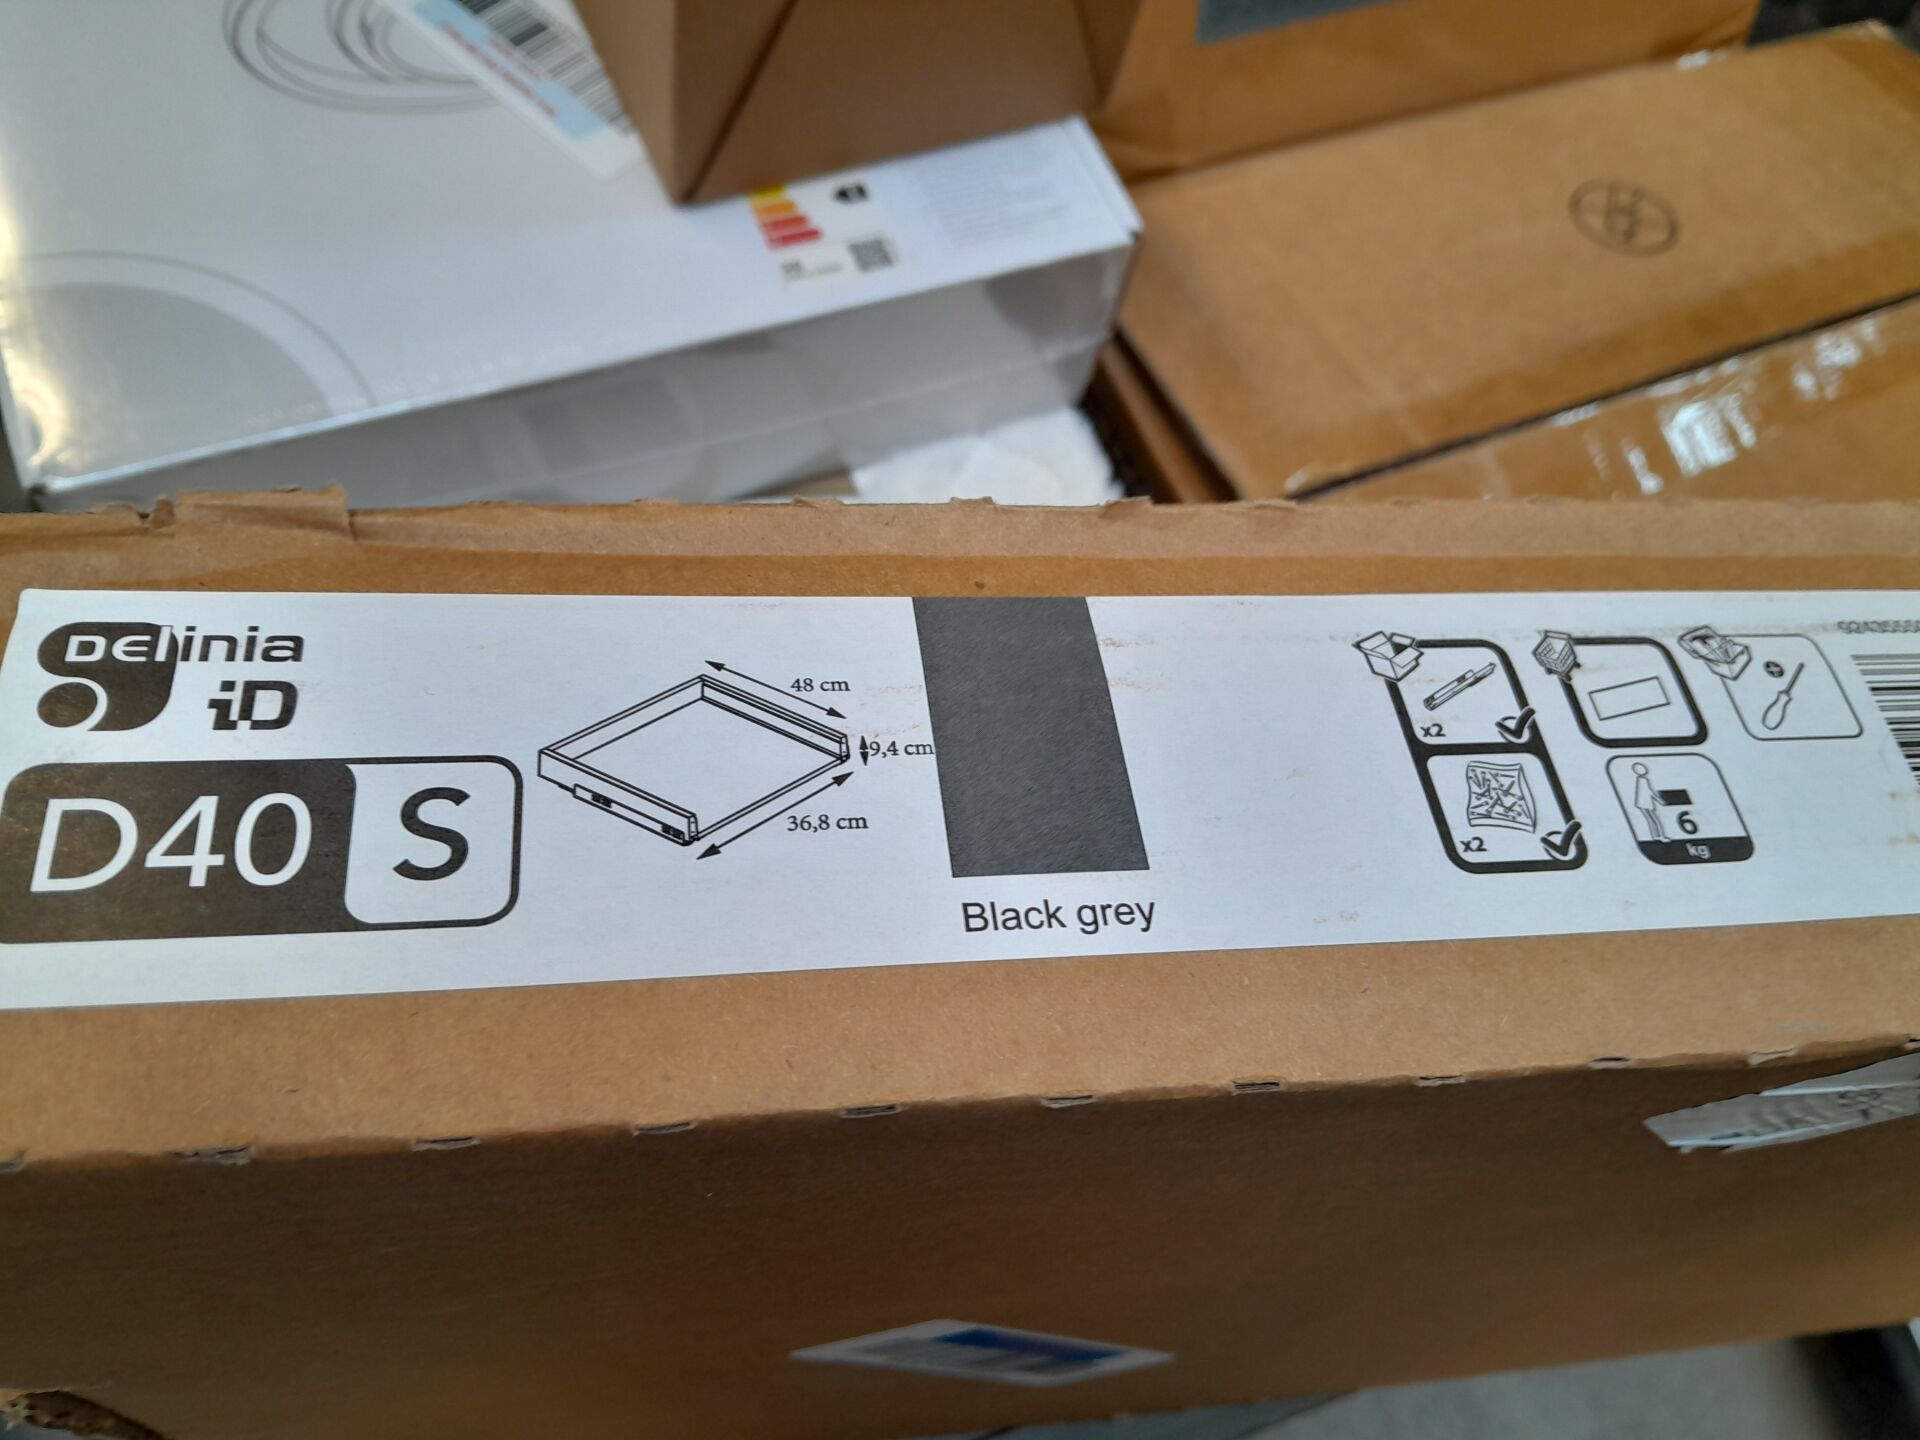 Delinia
iD
D40 S
48 cm
9,4 cm
36,8 cm
Black grey
x2
x2
6
kg